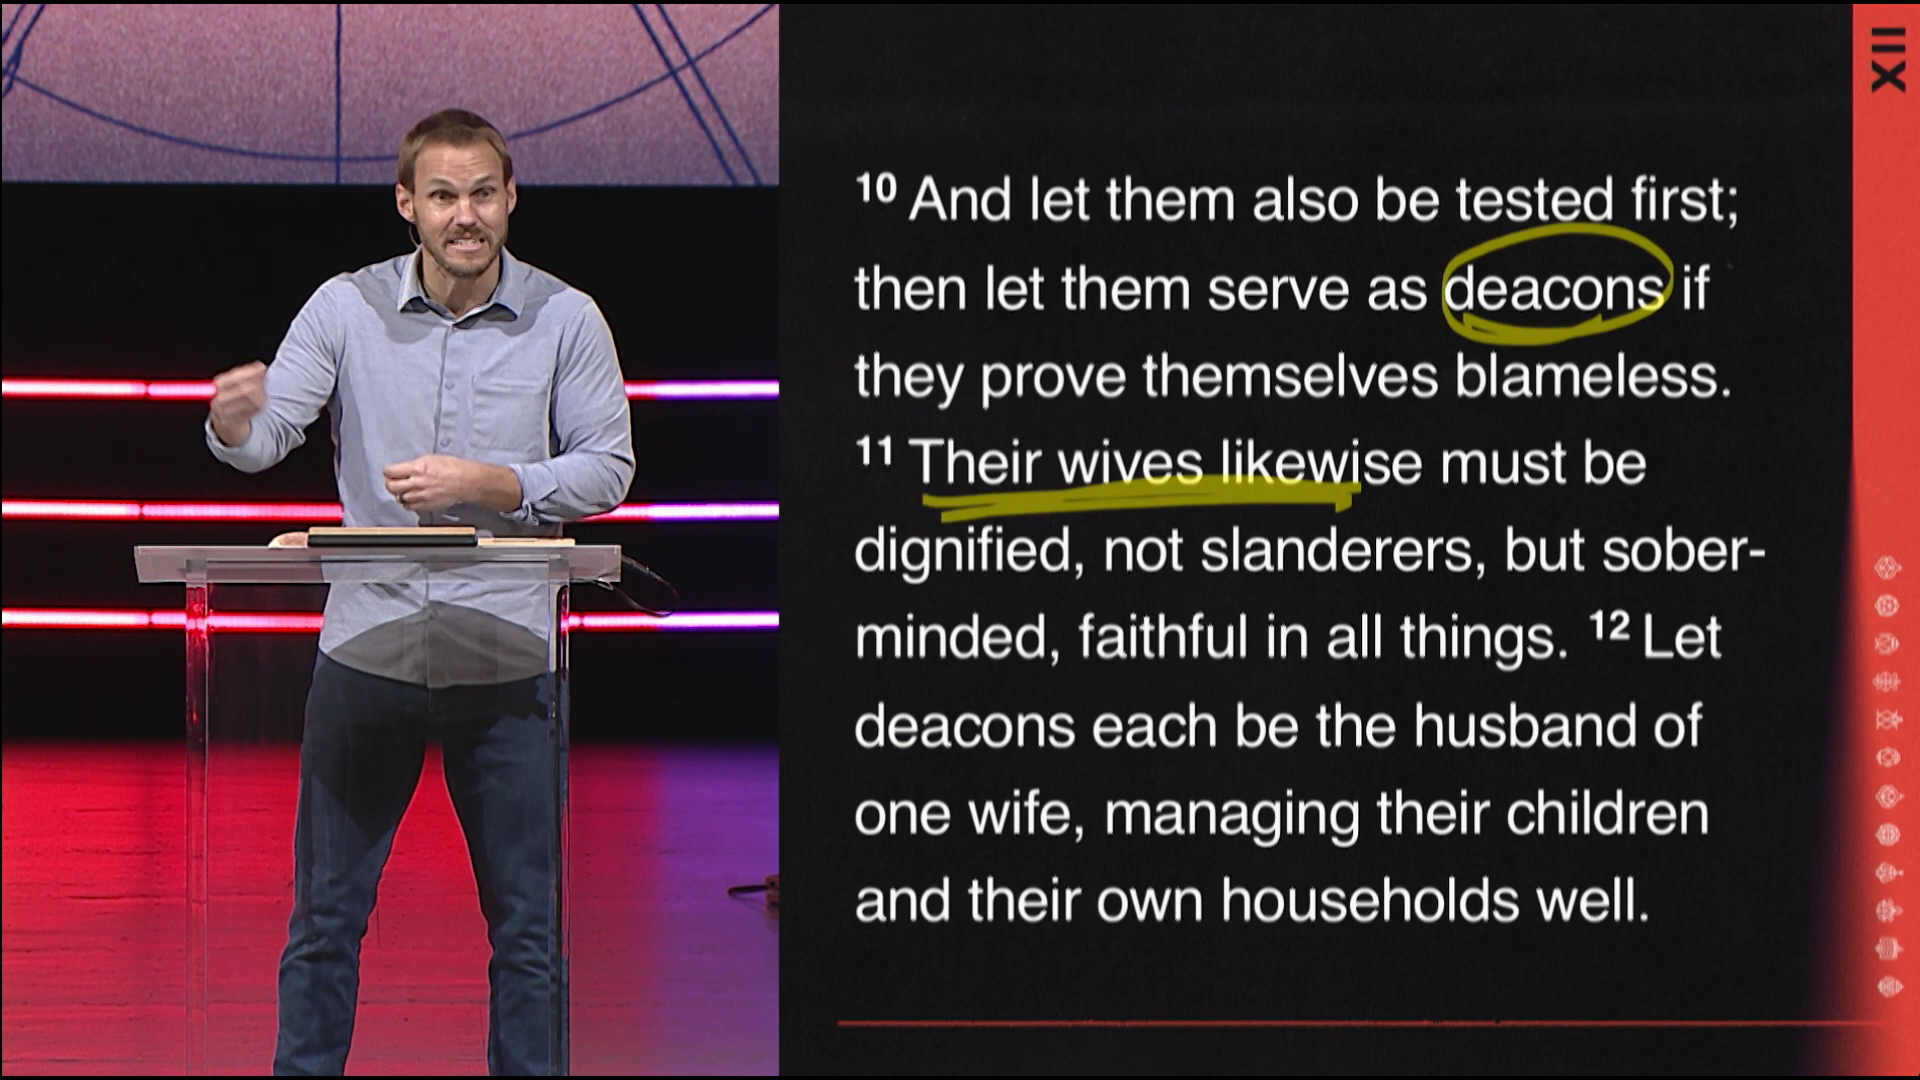 XII
¹⁰ And let them also be tested first;
then let them serve as deacons if
they prove themselves blameless.
¹¹ Their wives likewise must be
dignified, not slanderers, but sober-
minded, faithful in all things. ¹² Let
deacons each be the husband of
one wife, managing their children
and their own households well.